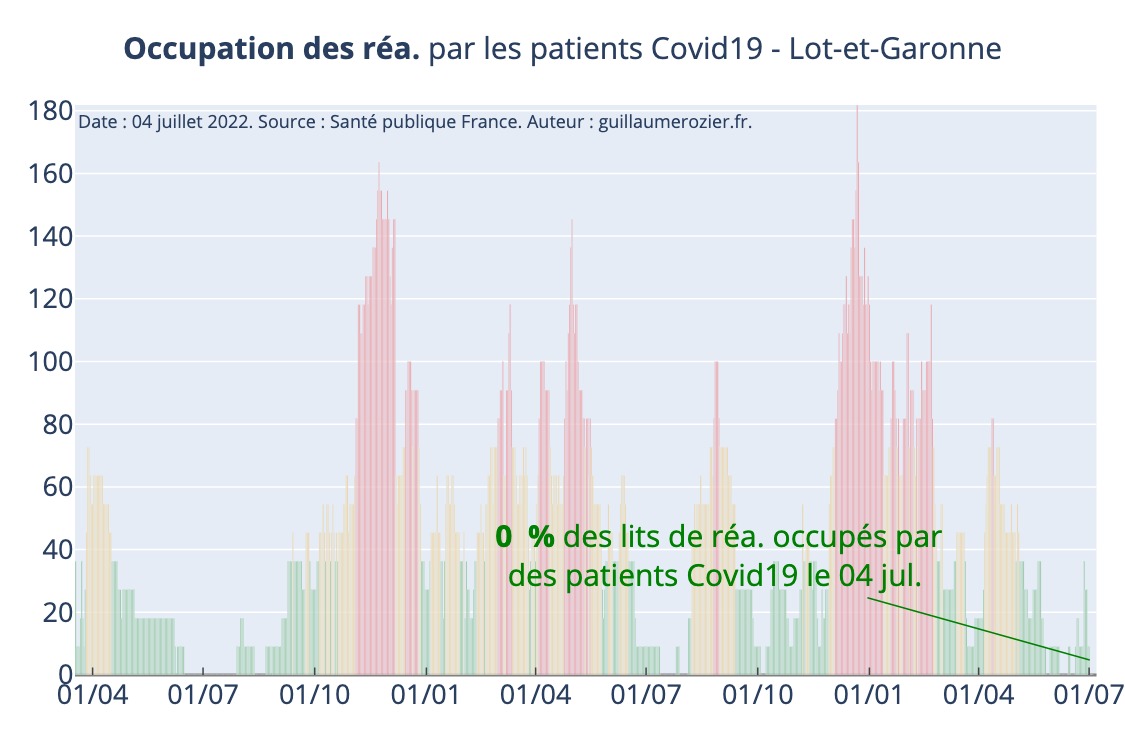 Occupation des réa. par les patients Covid19 - Lot-et-Garonne
180
Date : 04 juillet 2022. Source : Santé publique France. Auteur : guillaumerozier.fr.
160
140
120
100
80
60
0 % des lits de réa. occupés par
40
des patients Covid19 le 04 jul.
20
0
01/04 01/07 01/10 01/01 01/04 01/07 01/10 01/01 01/04 01/07